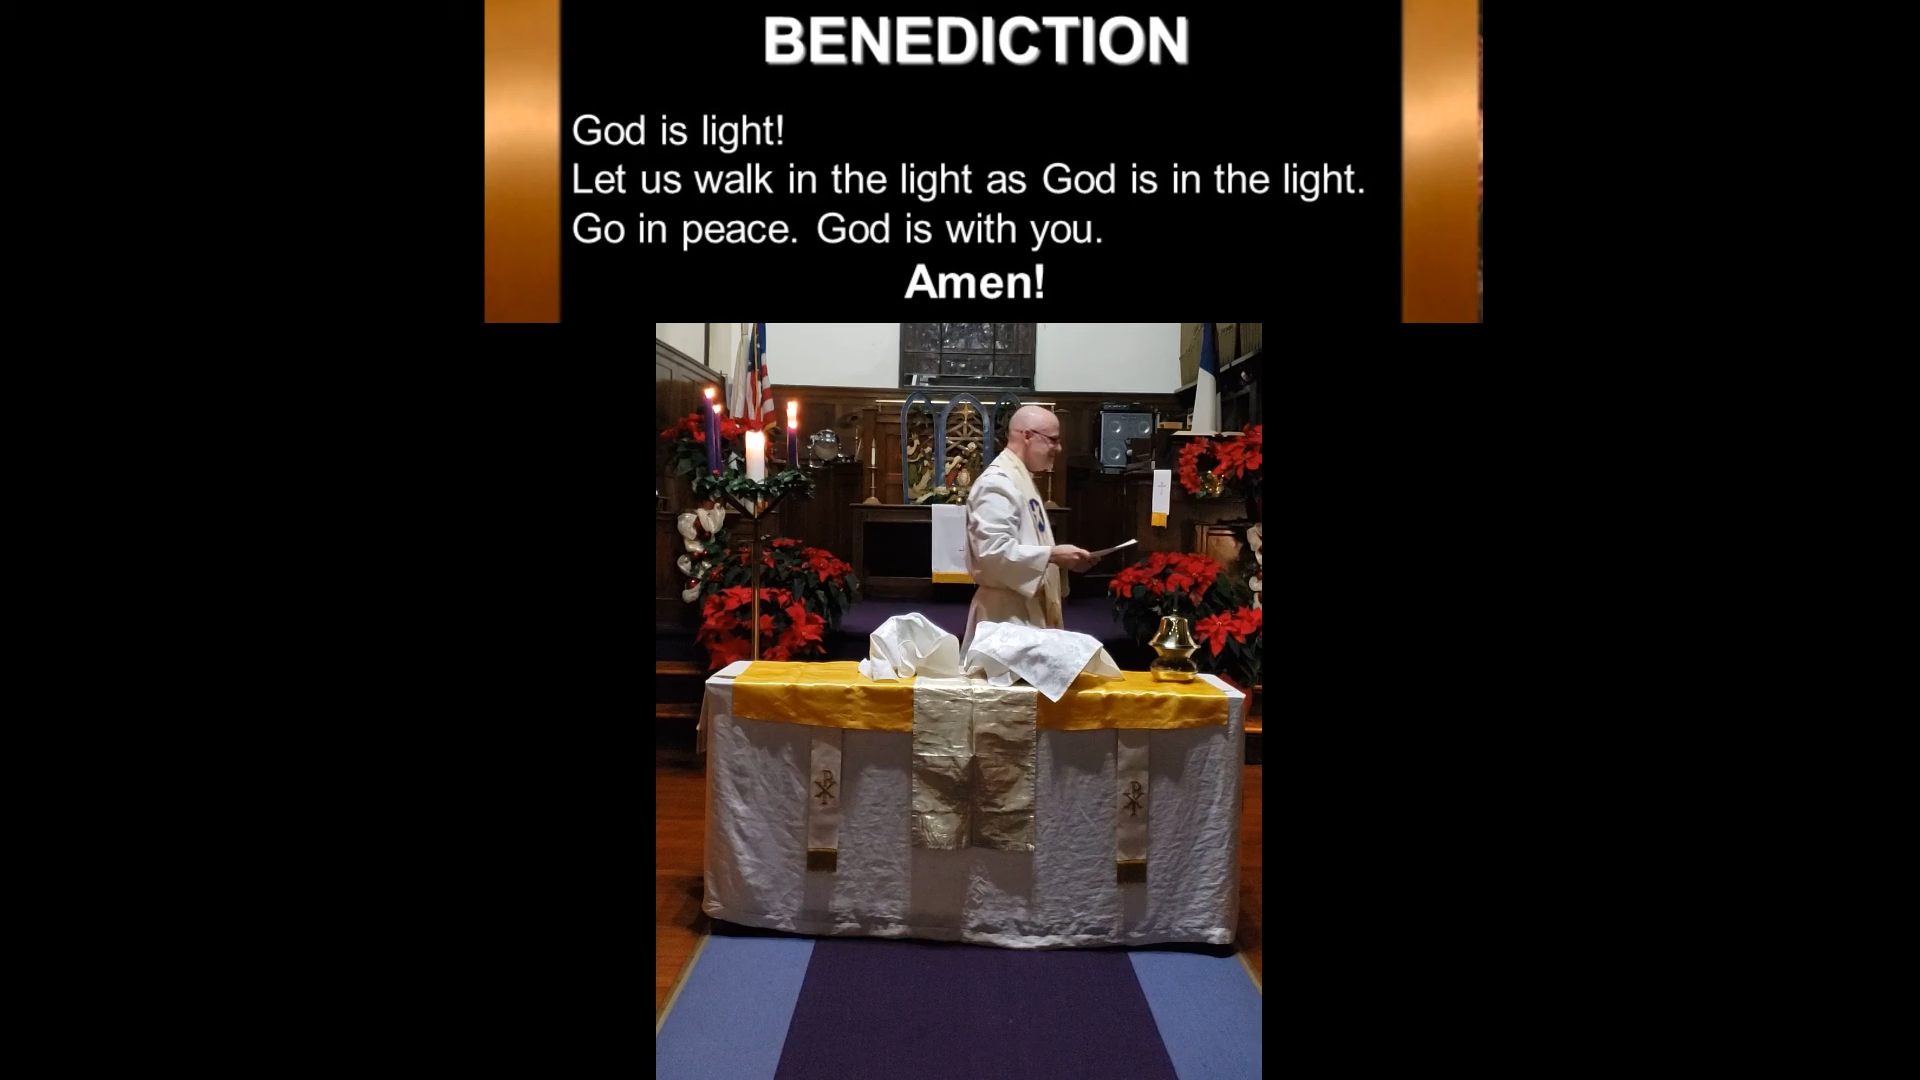 BENEDICTION
God is light!
Let us walk in the light as God is in the light.
Go in peace. God is with you.
Amen!